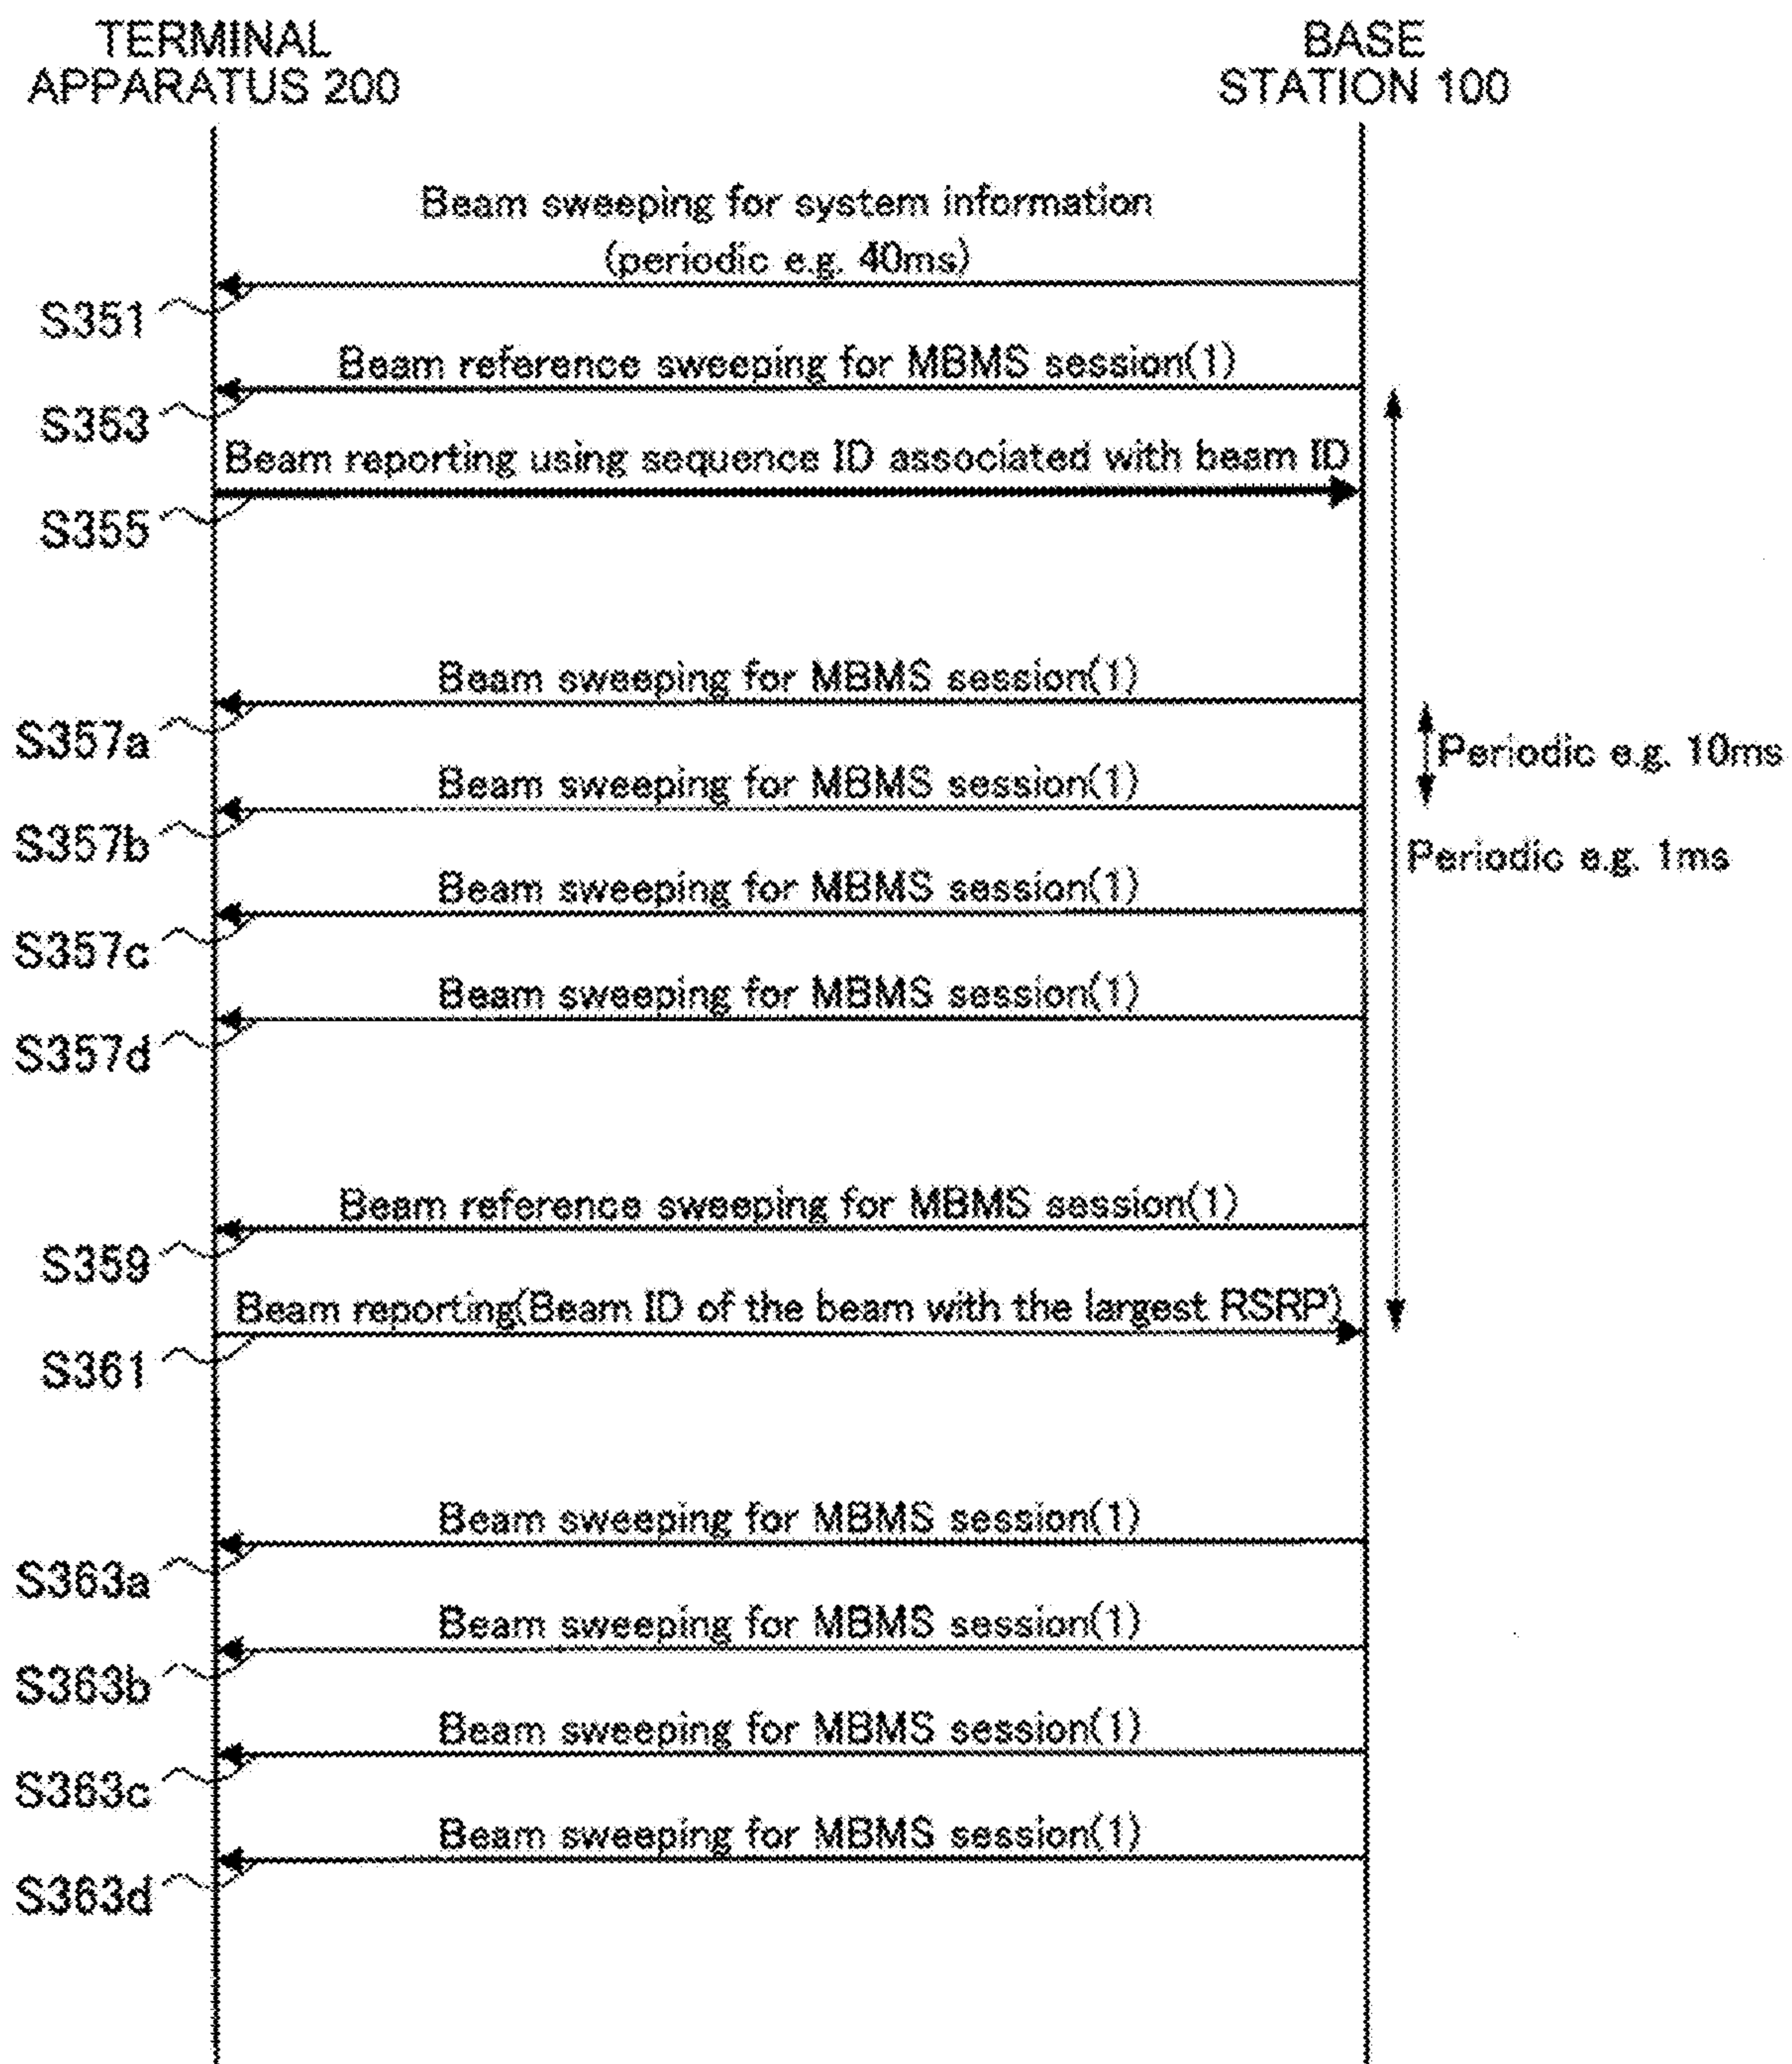 TERMINAL
APPARATUS 200
BASE
STATION 100
Beam sweeping for system information
(periodic e.g. 40ms)
S351
Beam reference sweeping for MBMS session(1)
S353
Beam reporting using sequence ID associated with beam ID
S355
Beam sweeping for MBMS session(1)
S357a
Periodic e.g. 10ms
Beam sweeping for MBMS session(1)
S357b
Periodic e.g. 1ms
Beam sweeping for MBMS session(1)
S357c
Beam sweeping for MBMS session(1)
S357d
Beam reference sweeping for MBMS session(1)
S359
Beam reporting(Beam ID of the beam with the largest RSRP)
S361
Beam sweeping for MBMS session(1)
S363a
Beam sweeping for MBMS session(1)
S363b
Beam sweeping for MBMS session(1)
S363c
Beam sweeping for MBMS session(1)
S363d